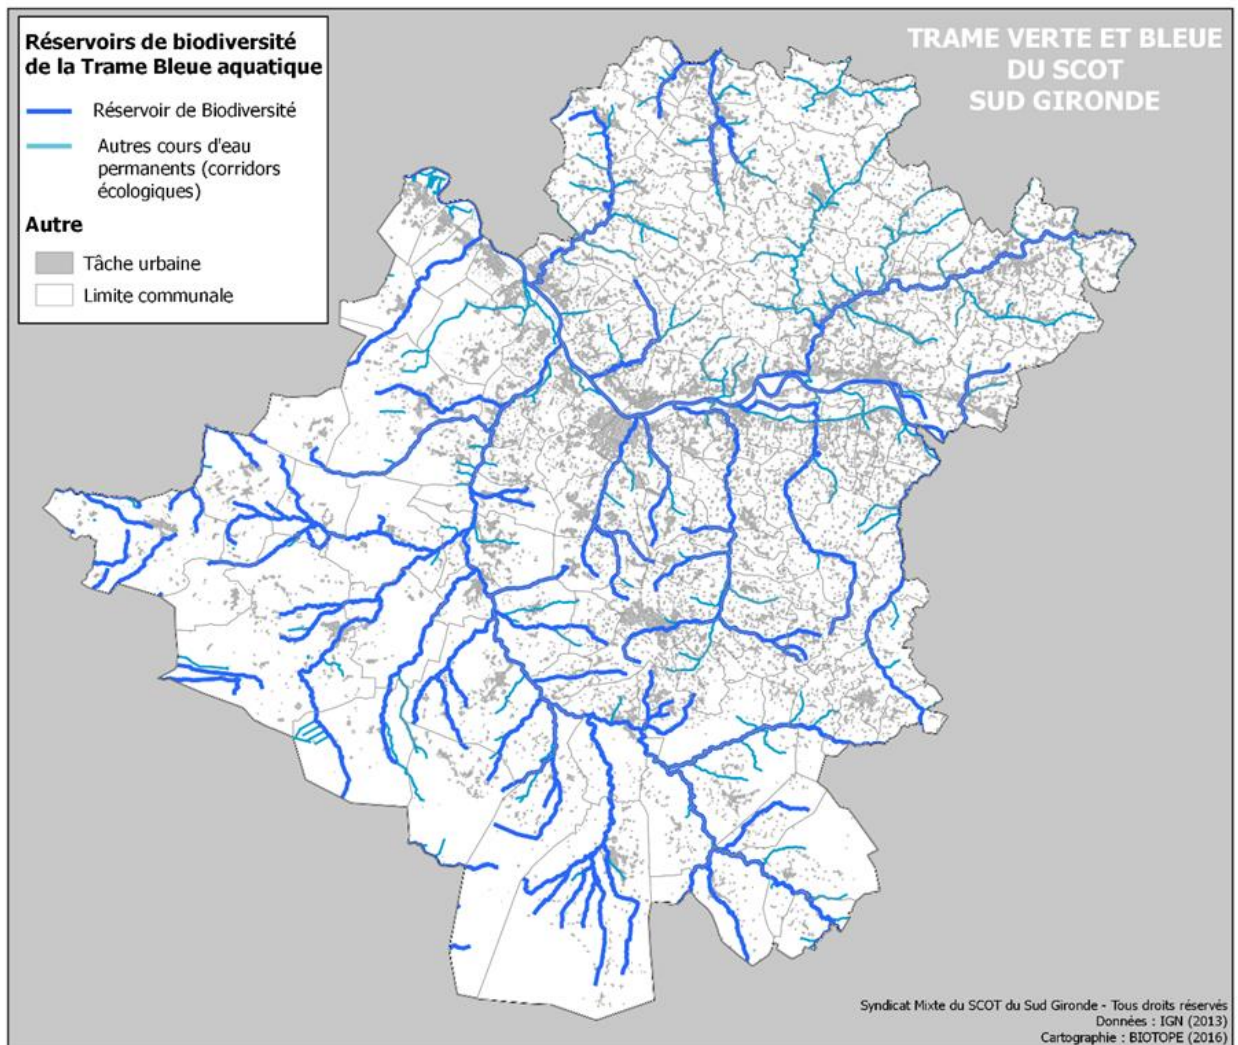 Réservoirs de biodiversité
de la Trame Bleue aquatique
Réservoir de Biodiversité
Autres cours d'eau
permanents (corridors
écologiques)
Autre
Tâche urbaine
Limite communale
TRAME VERTE ET BLEUE
DU SCOT
SUD GIRONDE
Syndicat Mixte du SCOT du Sud Gironde - Tous droits réservés
Données : IGN (2013)
Cartographie : BIOTOPE (2016)